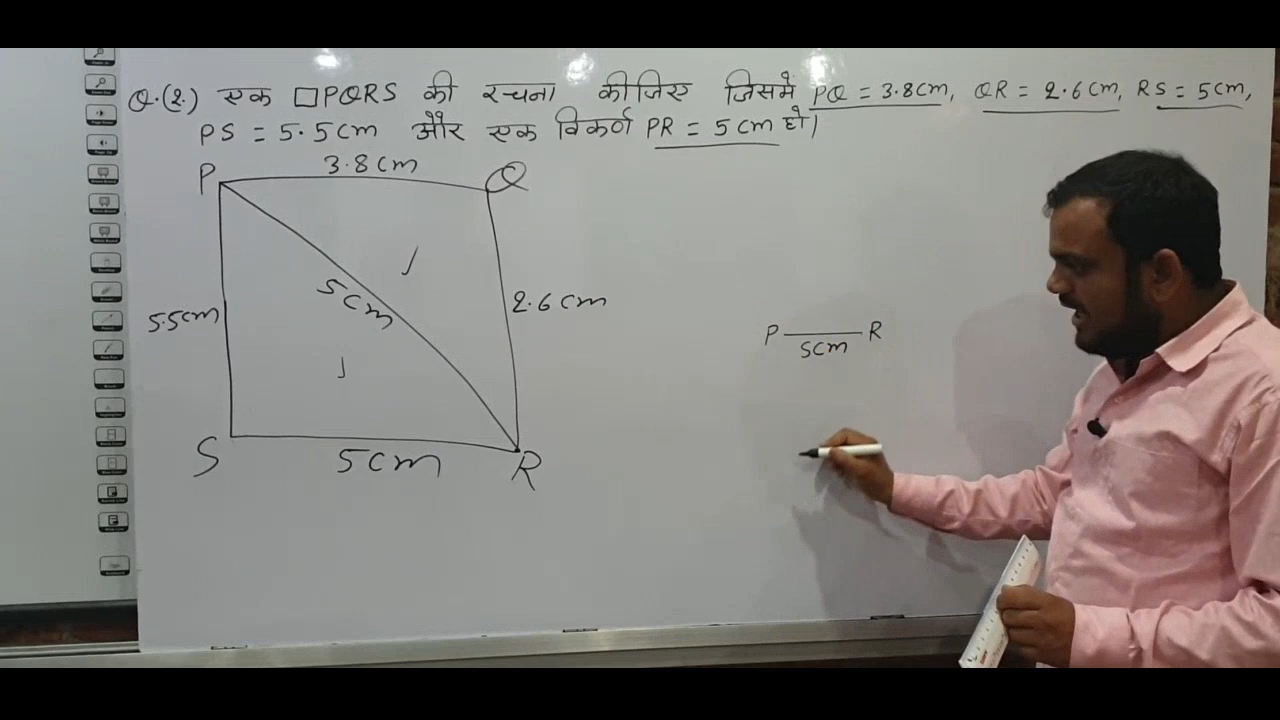 Q.(2.) एक □PQRS की रचना कीजिए जिसमें PQ = 3.8cm, QR = 2.6cm, RS = 5cm,
PS = 5.5cm और एक विकर्ण PR = 5cm हो।
P 3.8cm Q
5cm
5.5cm
2.6cm
P R
5cm
S 5cm R